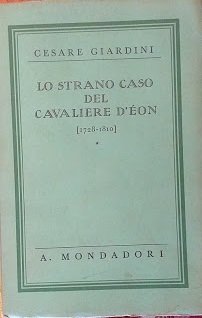 CESARE GIARDINI
LO STRANO CASO
DEL
CAVALIERE D'ÉON
[1728-1810]
A. MONDADORI